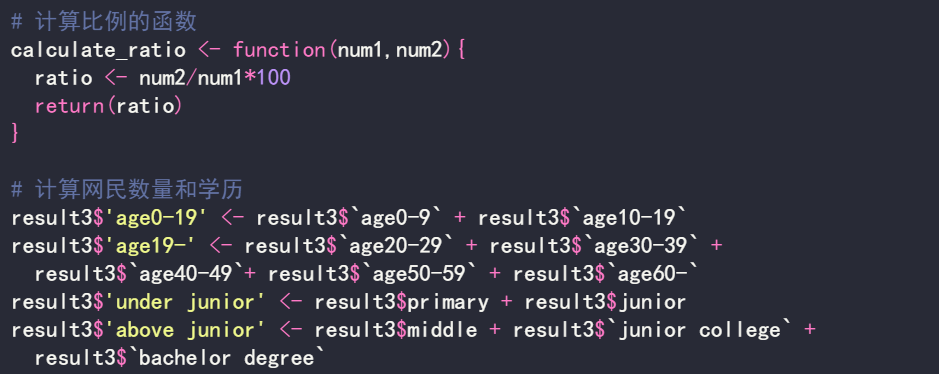 # 计算比例的函数
calculate_ratio <- function(num1,num2){
  ratio <- num2/num1*100
  return(ratio)
}
# 计算网民数量和学历
result3$'age0-19' <- result3$`age0-9` + result3$`age10-19`
result3$'age19-' <- result3$`age20-29` + result3$`age30-39` +
  result3$`age40-49`+ result3$`age50-59` + result3$`age60-`
result3$'under junior' <- result3$primary + result3$junior
result3$'above junior' <- result3$middle + result3$`junior college` +
  result3$`bachelor degree`